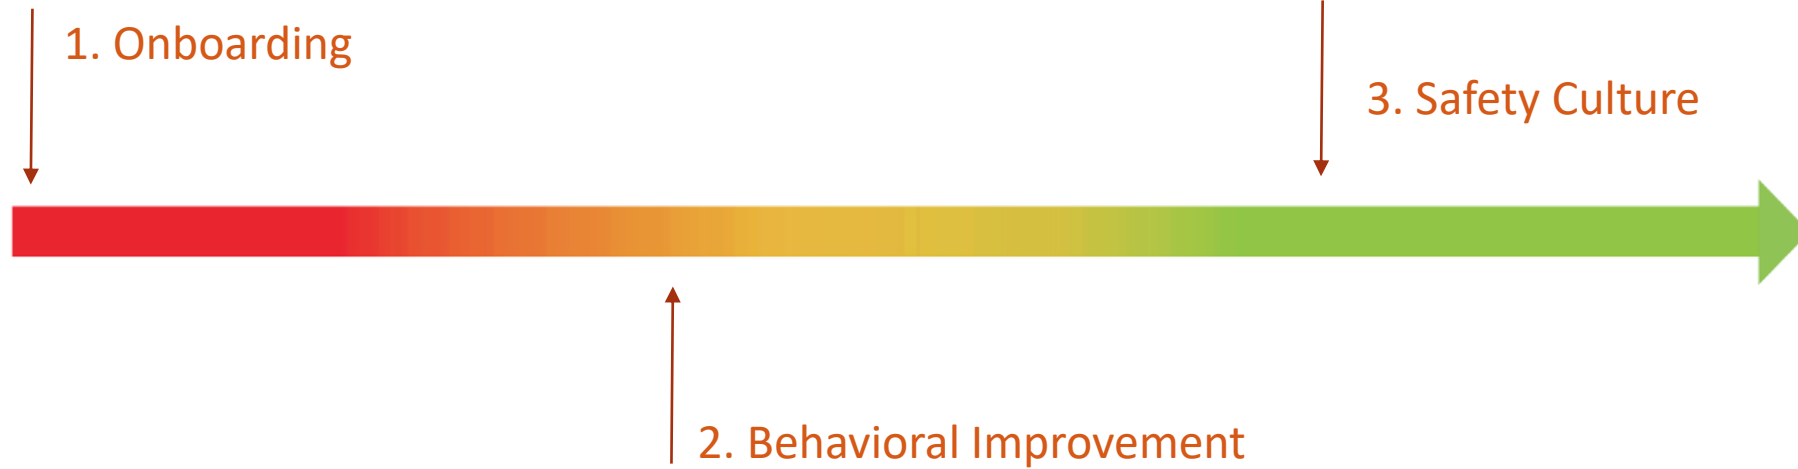 1. Onboarding
3. Safety Culture
2. Behavioral Improvement